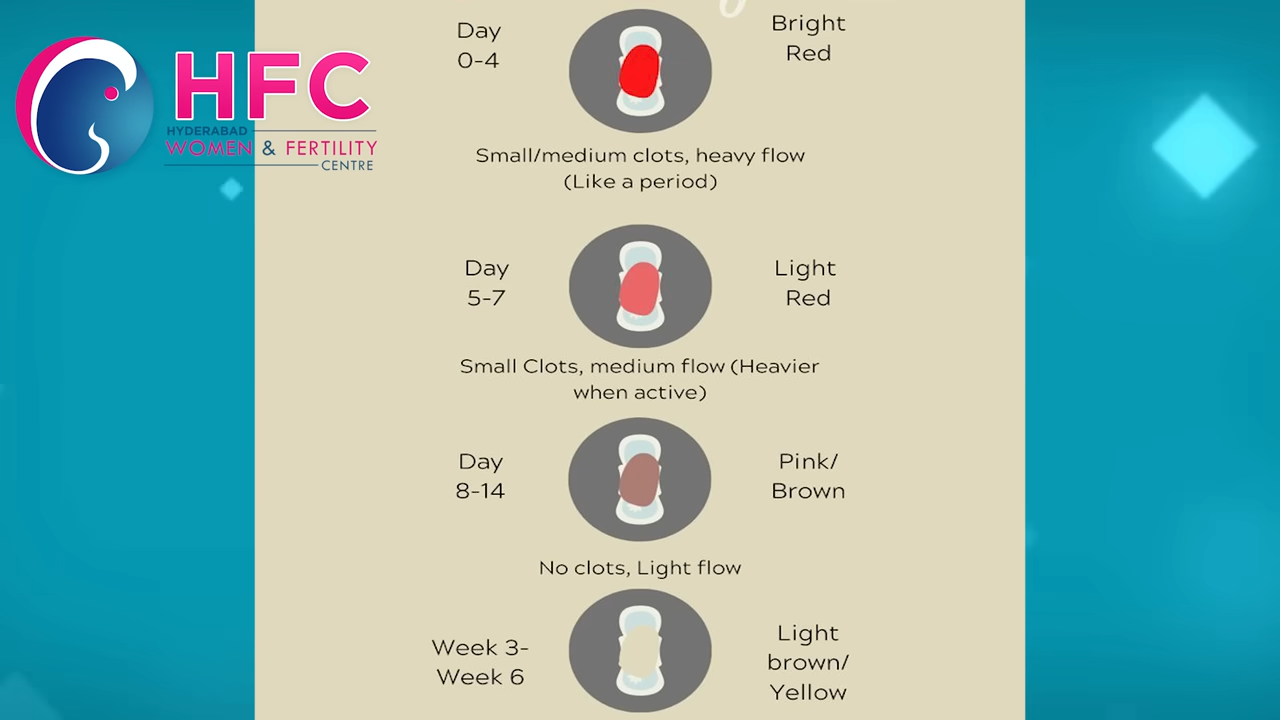 HFC
HYDERABAD
WOMEN & FERTILITY
CENTRE
Day
0-4
Bright
Red
Small/medium clots, heavy flow
(Like a period)
Day
5-7
Light
Red
Small Clots, medium flow (Heavier
when active)
Day
8-14
Pink/
Brown
No clots, Light flow
Week 3-
Week 6
Light
brown/
Yellow